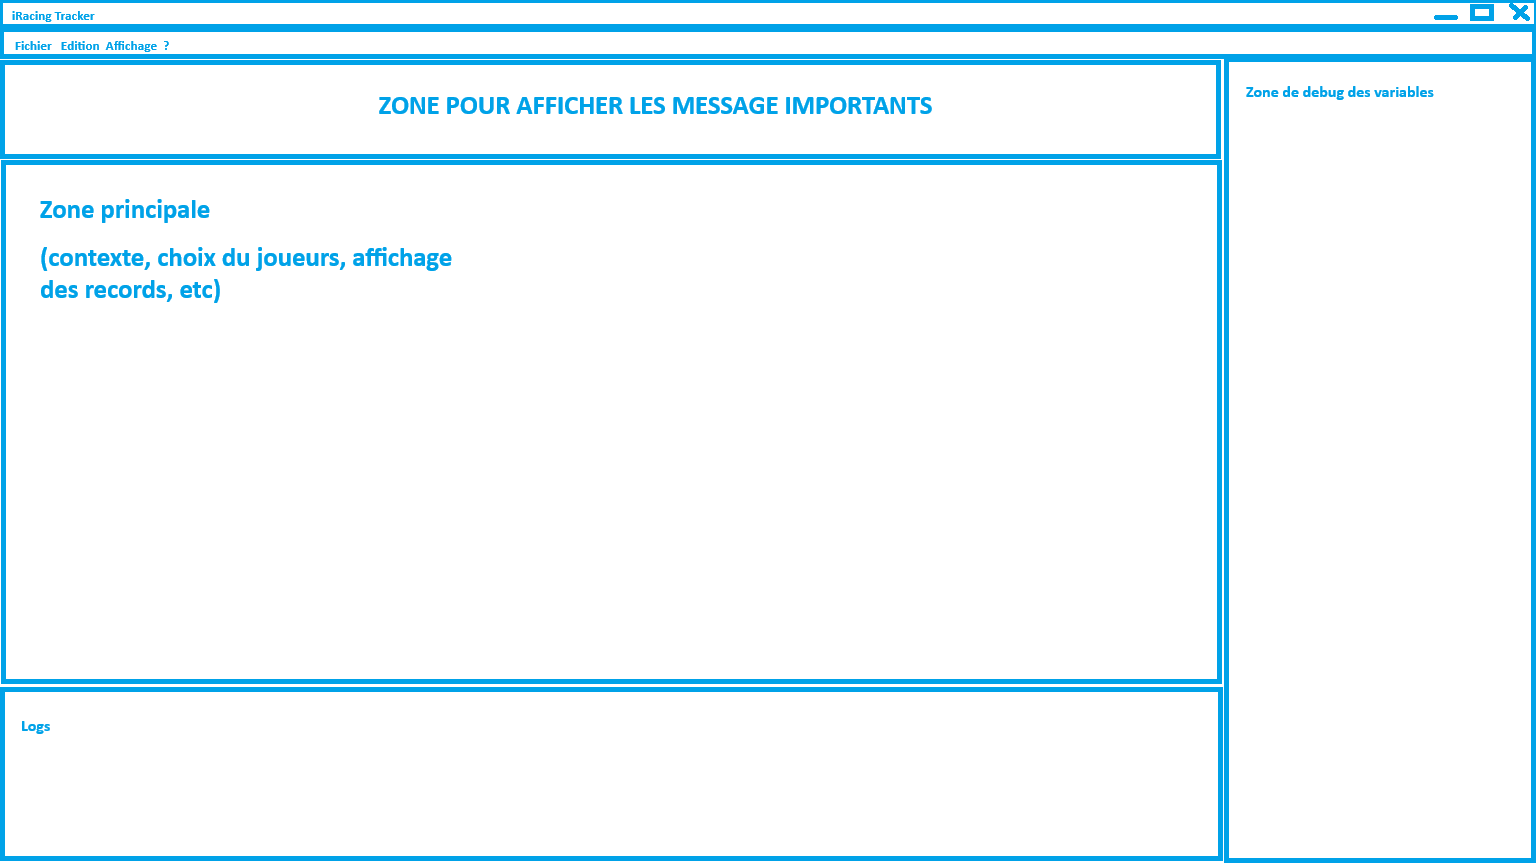 iRacing Tracker
Fichier Edition Affichage ?
ZONE POUR AFFICHER LES MESSAGE IMPORTANTS
Zone de debug des variables
Zone principale
(contexte, choix du joueurs, affichage
des records, etc)
Logs